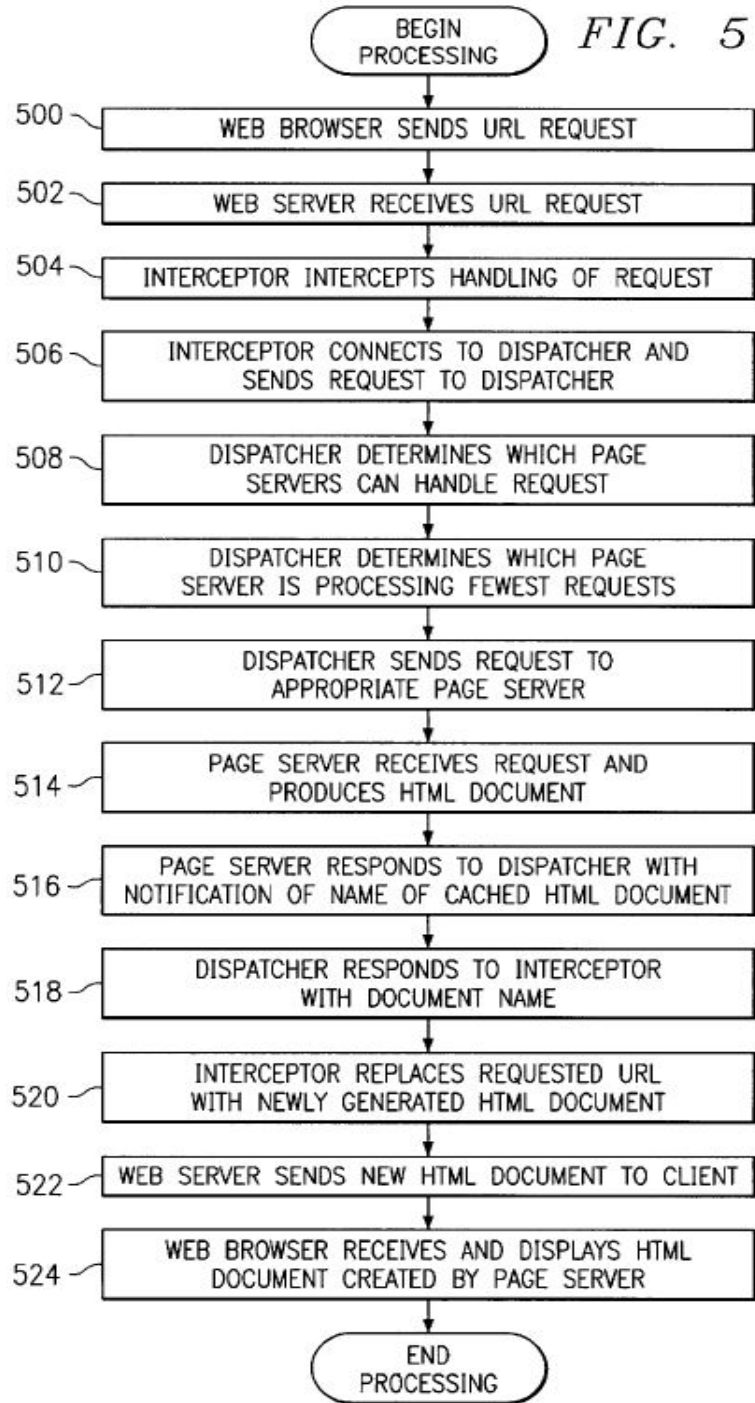 BEGIN
PROCESSING
FIG. 5
500
WEB BROWSER SENDS URL REQUEST
502
WEB SERVER RECEIVES URL REQUEST
504
INTERCEPTOR INTERCEPTS HANDLING OF REQUEST
506
INTERCEPTOR CONNECTS TO DISPATCHER AND
SENDS REQUEST TO DISPATCHER
508
DISPATCHER DETERMINES WHICH PAGE
SERVERS CAN HANDLE REQUEST
510
DISPATCHER DETERMINES WHICH PAGE
SERVER IS PROCESSING FEWEST REQUESTS
512
DISPATCHER SENDS REQUEST TO
APPROPRIATE PAGE SERVER
514
PAGE SERVER RECEIVES REQUEST AND
PRODUCES HTML DOCUMENT
516
PAGE SERVER RESPONDS TO DISPATCHER WITH
NOTIFICATION OF NAME OF CACHED HTML DOCUMENT
518
DISPATCHER RESPONDS TO INTERCEPTOR
WITH DOCUMENT NAME
520
INTERCEPTOR REPLACES REQUESTED URL
WITH NEWLY GENERATED HTML DOCUMENT
522
WEB SERVER SENDS NEW HTML DOCUMENT TO CLIENT
524
WEB BROWSER RECEIVES AND DISPLAYS HTML
DOCUMENT CREATED BY PAGE SERVER
END
PROCESSING